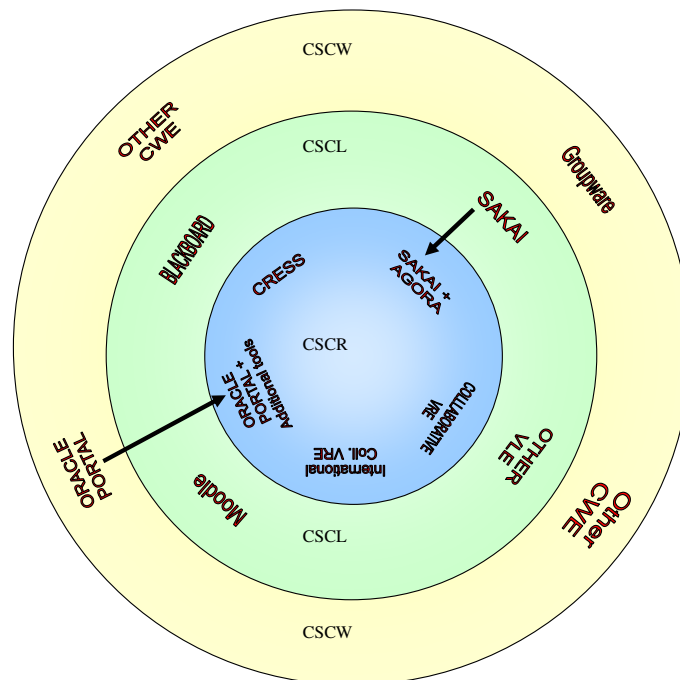 CSCW
OTHER
CWE
CSCL
Groupware
SAKAI
BLACKBOARD
CRESS
SAKAI +
AGORA
CSCR
ORACLE
PORTAL +
Additional tools
COLLABORATIVE
VRE
ORACLE
PORTAL
OTHER
VLE
International
Coll. VRE
Moodle
Other
CWE
CSCL
CSCW